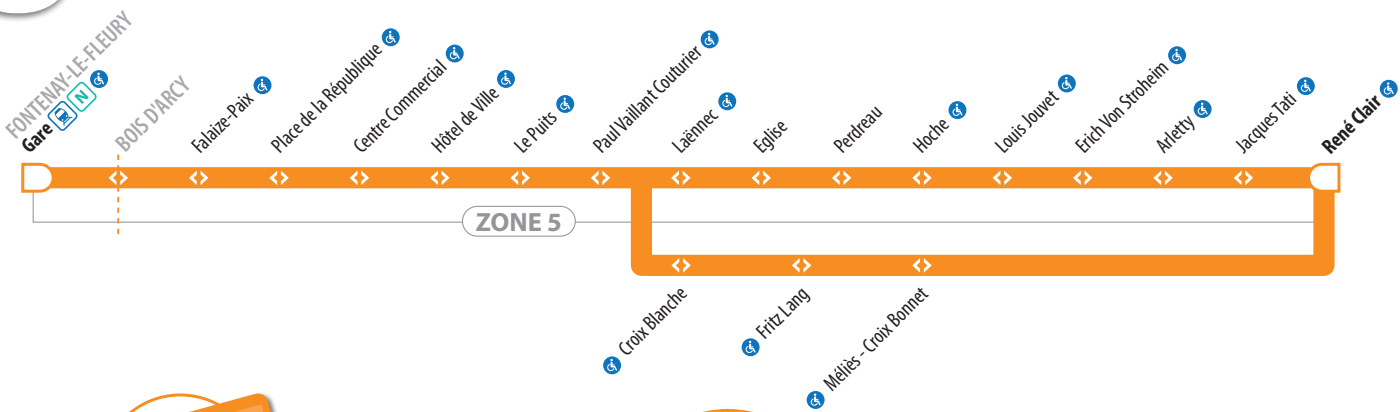 FONTENAY-LE-FLEURY
Gare
N
BOIS D'ARCY
Falaize-Paix
Place de la République
Centre Commercial
Hôtel de Ville
Le Puits
Paul Vaillant Couturier
Laënnec
Eglise
Perdreau
Hoche
Louis Jouvet
Erich Von Stroheim
Arletty
Jacques Tati
René Clair
ZONE 5
Croix Blanche
Fritz Lang
Méliès - Croix Bonnet